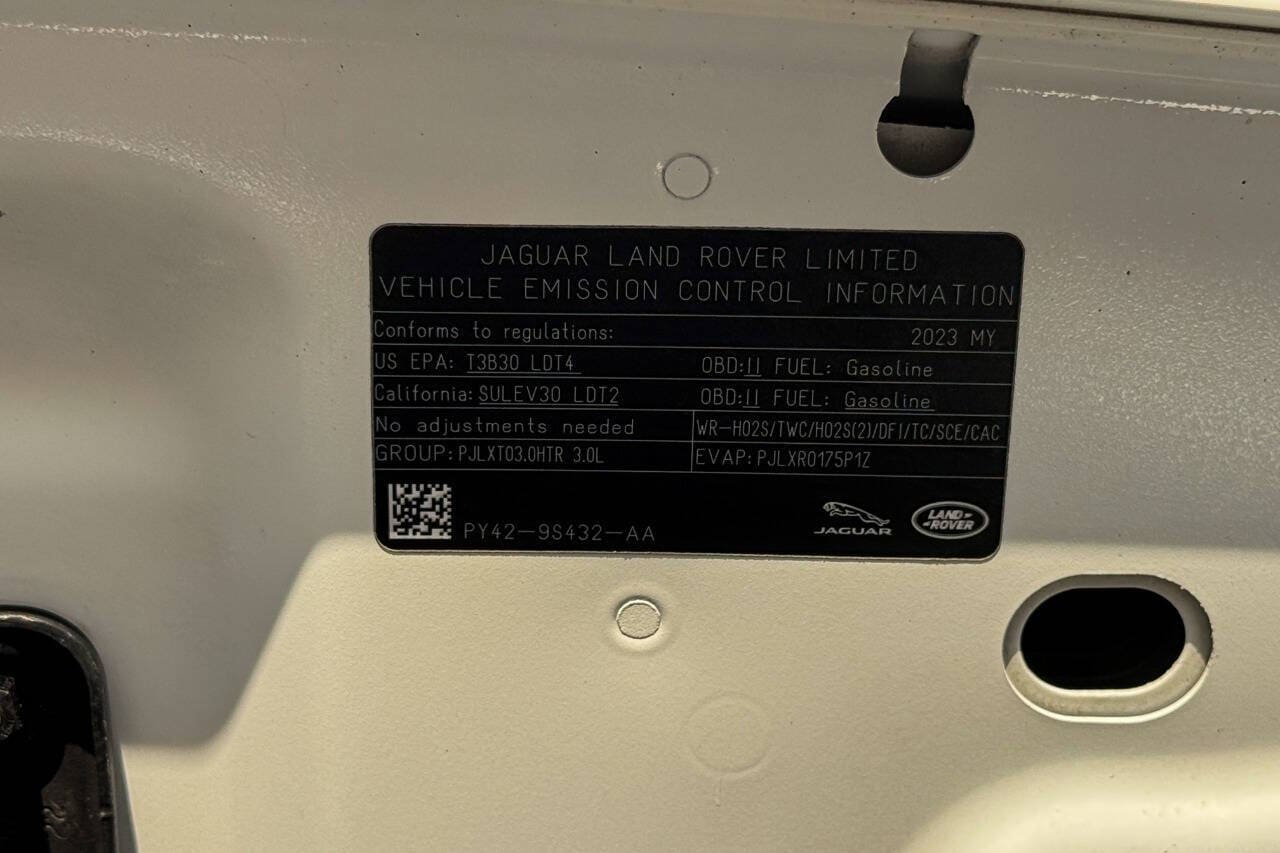 JAGUAR LAND ROVER LIMITED
VEHICLE EMISSION CONTROL INFORMATION
Conforms to regulations: 2023 MY
US EPA: T3B30 LDT4 OBD:II FUEL: Gasoline
California: SULEV30 LDT2 OBD:II FUEL: Gasoline
No adjustments needed WR-HO2S/TWC/HO2S(2)/DFI/TC/SCE/CAC
GROUP: PJLXT03.0HTR 3.0L EVAP: PJLXR0175P1Z
PY42-9S432-AA
JAGUAR
LAND-
-ROVER